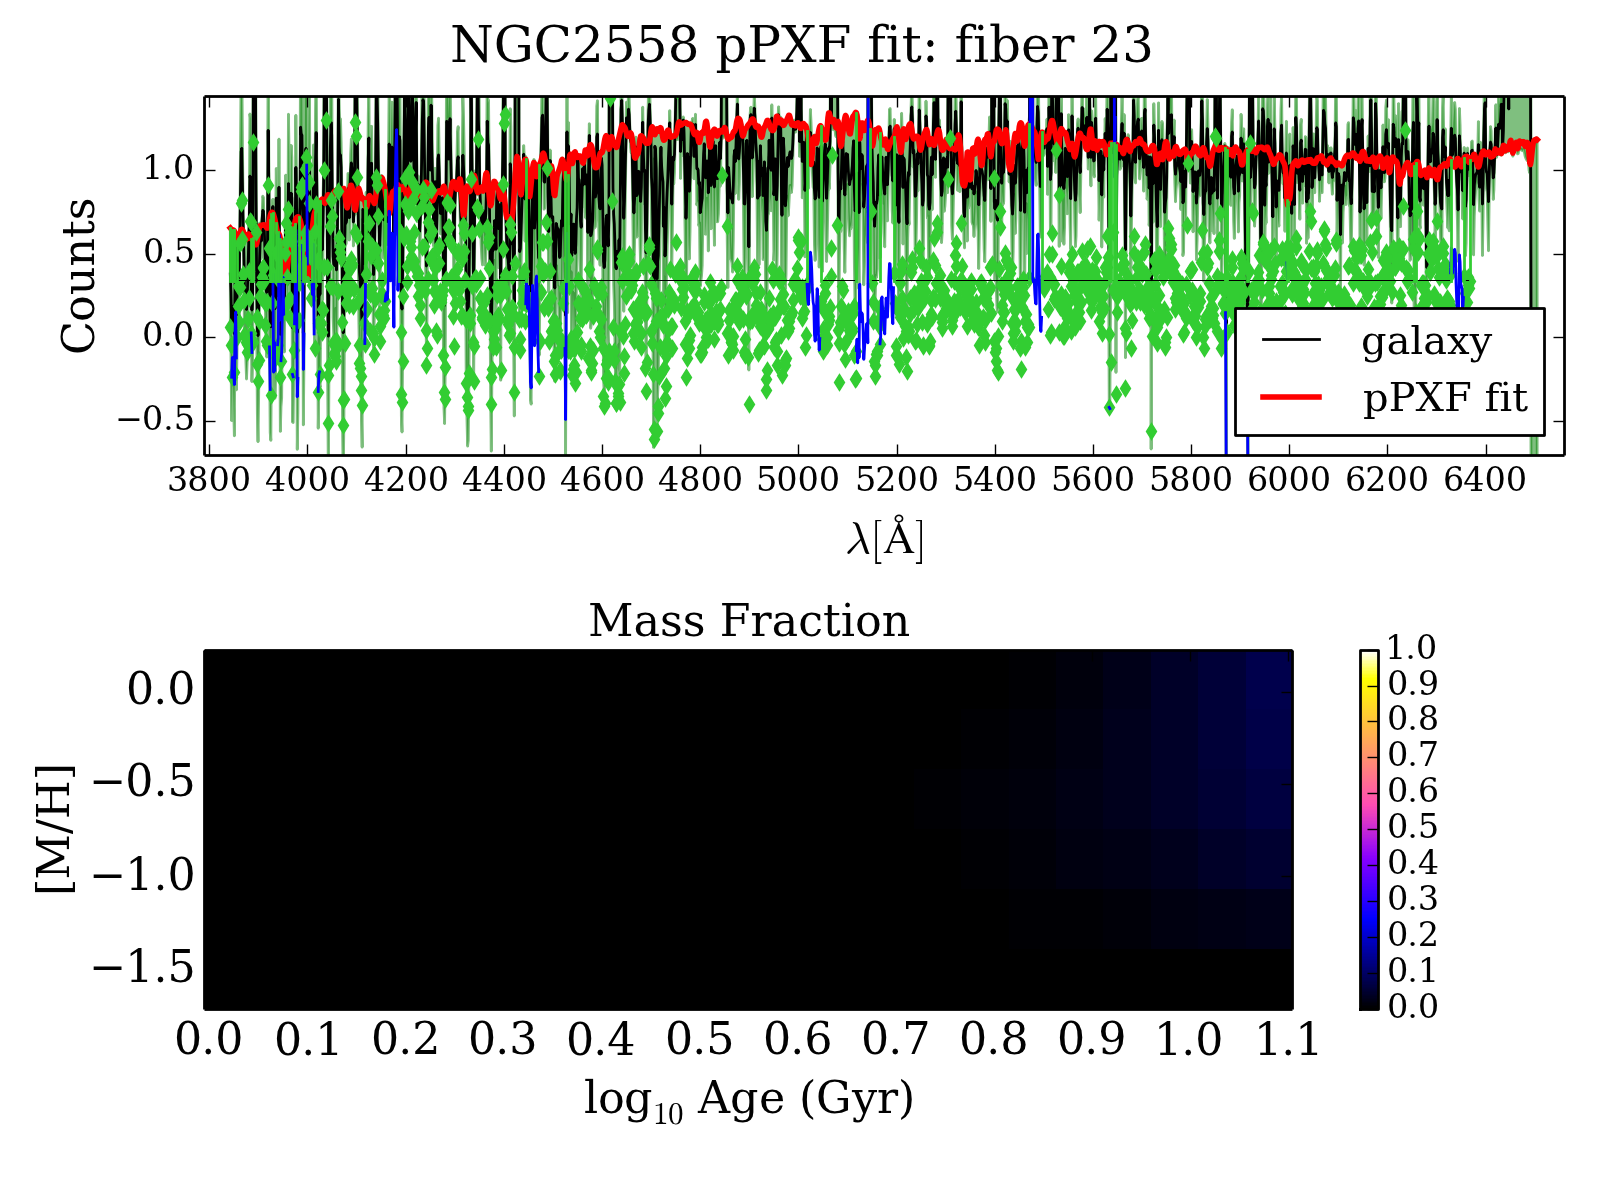 NGC2558 pPXF fit: fiber 23
Counts
1.0
0.5
0.0
−0.5
galaxy
pPXF fit
3800 4000 4200 4400 4600 4800 5000 5200 5400 5600 5800 6000 6200 6400
λ[Å]
Mass Fraction
[M/H]
0.0
−0.5
−1.0
−1.5
0.0 0.1 0.2 0.3 0.4 0.5 0.6 0.7 0.8 0.9 1.0 1.1
log₁₀ Age (Gyr)
1.0
0.9
0.8
0.7
0.6
0.5
0.4
0.3
0.2
0.1
0.0